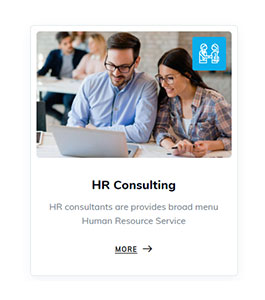 HR Consulting
HR consultants are provides broad menu
Human Resource Service
MORE →